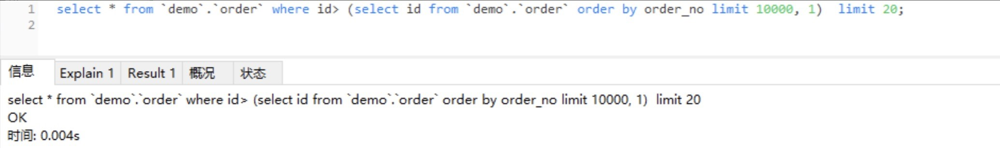 1 select * from `demo`.`order` where id> (select id from `demo`.`order` order by order_no limit 10000, 1)  limit 20;
2
信息 Explain 1 Result 1 概况 状态
select * from `demo`.`order` where id> (select id from `demo`.`order` order by order_no limit 10000, 1)  limit 20
OK
时间: 0.004s